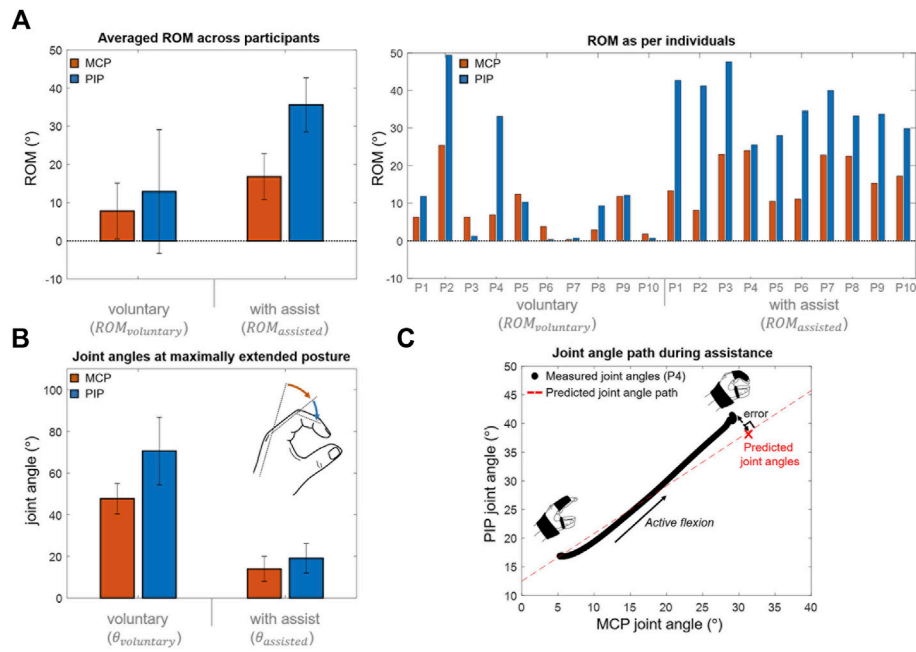 A
Averaged ROM across participants
MCP
PIP
ROM (°)
50
40
30
20
10
0
-10
voluntary
(ROM_voluntary)
with assist
(ROM_assisted)
ROM as per individuals
MCP
PIP
ROM (°)
50
40
30
20
10
0
-10
P1 P2 P3 P4 P5 P6 P7 P8 P9 P10 P1 P2 P3 P4 P5 P6 P7 P8 P9 P10
voluntary
(ROM_voluntary)
with assist
(ROM_assisted)
B
Joint angles at maximally extended posture
MCP
PIP
joint angle (°)
100
80
60
40
20
0
voluntary
(θ_voluntary)
with assist
(θ_assisted)
C
Joint angle path during assistance
Measured joint angles (P4)
Predicted joint angle path
error
Predicted
joint angles
Active flexion
PIP joint angle (°)
50
45
40
35
30
25
20
15
10
0 5 10 15 20 25 30 35 40
MCP joint angle (°)